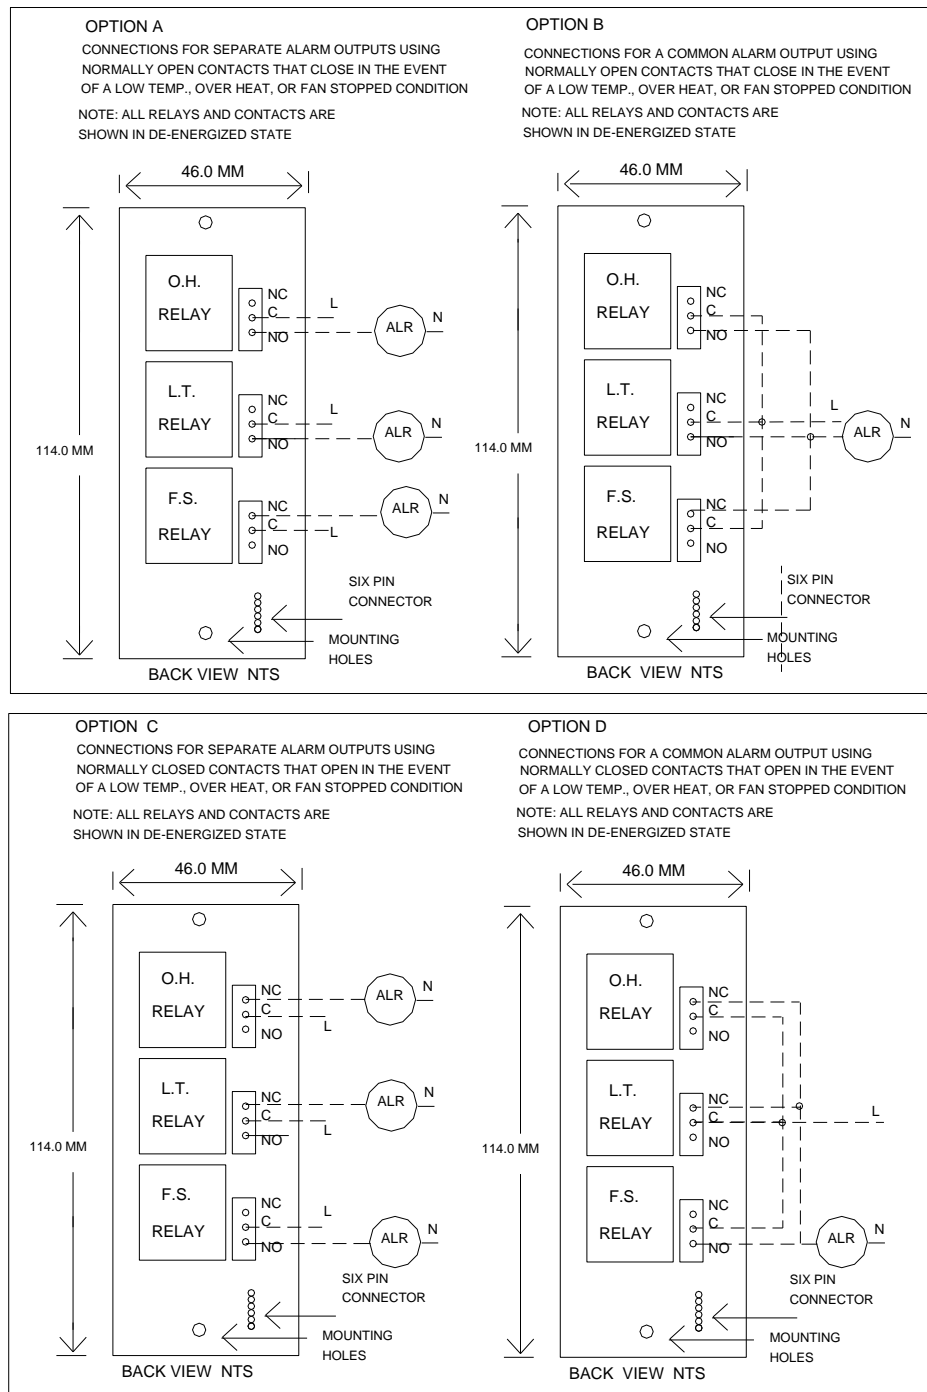 OPTION A
CONNECTIONS FOR SEPARATE ALARM OUTPUTS USING
NORMALLY OPEN CONTACTS THAT CLOSE IN THE EVENT
OF A LOW TEMP., OVER HEAT, OR FAN STOPPED CONDITION
NOTE: ALL RELAYS AND CONTACTS ARE
SHOWN IN DE-ENERGIZED STATE
46.0 MM
O.H.
RELAY
NC
C
NO
L
ALR
N
L.T.
RELAY
NC
C
NO
L
ALR
N
114.0 MM
F.S.
RELAY
NC
C
NO
L
ALR
N
SIX PIN
CONNECTOR
MOUNTING
HOLES
BACK VIEW NTS
OPTION B
CONNECTIONS FOR A COMMON ALARM OUTPUT USING
NORMALLY OPEN CONTACTS THAT CLOSE IN THE EVENT
OF A LOW TEMP., OVER HEAT, OR FAN STOPPED CONDITION
NOTE: ALL RELAYS AND CONTACTS ARE
SHOWN IN DE-ENERGIZED STATE
46.0 MM
O.H.
RELAY
NC
C
NO
L.T.
RELAY
NC
C
NO
L
ALR
N
114.0 MM
F.S.
RELAY
NC
C
NO
SIX PIN
CONNECTOR
MOUNTING
HOLES
BACK VIEW NTS
OPTION C
CONNECTIONS FOR SEPARATE ALARM OUTPUTS USING
NORMALLY CLOSED CONTACTS THAT OPEN IN THE EVENT
OF A LOW TEMP., OVER HEAT, OR FAN STOPPED CONDITION
NOTE: ALL RELAYS AND CONTACTS ARE
SHOWN IN DE-ENERGIZED STATE
46.0 MM
O.H.
RELAY
NC
C
NO
L
ALR
N
L.T.
RELAY
NC
C
NO
L
ALR
N
114.0 MM
F.S.
RELAY
NC
C
NO
L
ALR
N
SIX PIN
CONNECTOR
MOUNTING
HOLES
BACK VIEW NTS
OPTION D
CONNECTIONS FOR A COMMON ALARM OUTPUT USING
NORMALLY CLOSED CONTACTS THAT OPEN IN THE EVENT
OF A LOW TEMP., OVER HEAT, OR FAN STOPPED CONDITION
NOTE: ALL RELAYS AND CONTACTS ARE
SHOWN IN DE-ENERGIZED STATE
46.0 MM
O.H.
RELAY
NC
C
NO
L.T.
RELAY
NC
C
NO
L
114.0 MM
F.S.
RELAY
NC
C
NO
ALR
N
SIX PIN
CONNECTOR
MOUNTING
HOLES
BACK VIEW NTS